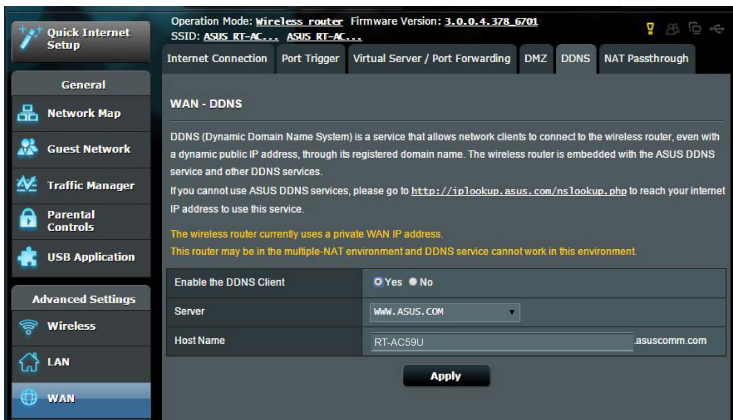 Quick Internet
Setup
Operation Mode: Wireless router Firmware Version: 3.0.0.4.378_6701
SSID: ASUS RT-AC... ASUS RT-AC...
Internet Connection Port Trigger Virtual Server / Port Forwarding DMZ DDNS NAT Passthrough
General
Network Map
Guest Network
Traffic Manager
Parental
Controls
USB Application
Advanced Settings
Wireless
LAN
WAN
WAN - DDNS
DDNS (Dynamic Domain Name System) is a service that allows network clients to connect to the wireless router, even with
a dynamic public IP address, through its registered domain name. The wireless router is embedded with the ASUS DDNS
service and other DDNS services.
If you cannot use ASUS DDNS services, please go to http://iplookup.asus.com/nslookup.php to reach your internet
IP address to use this service.
The wireless router currently uses a private WAN IP address.
This router may be in the multiple-NAT environment and DDNS service cannot work in this environment.
Enable the DDNS Client Yes No
Server WWW.ASUS.COM
Host Name RT-AC59U .asuscomm.com
Apply